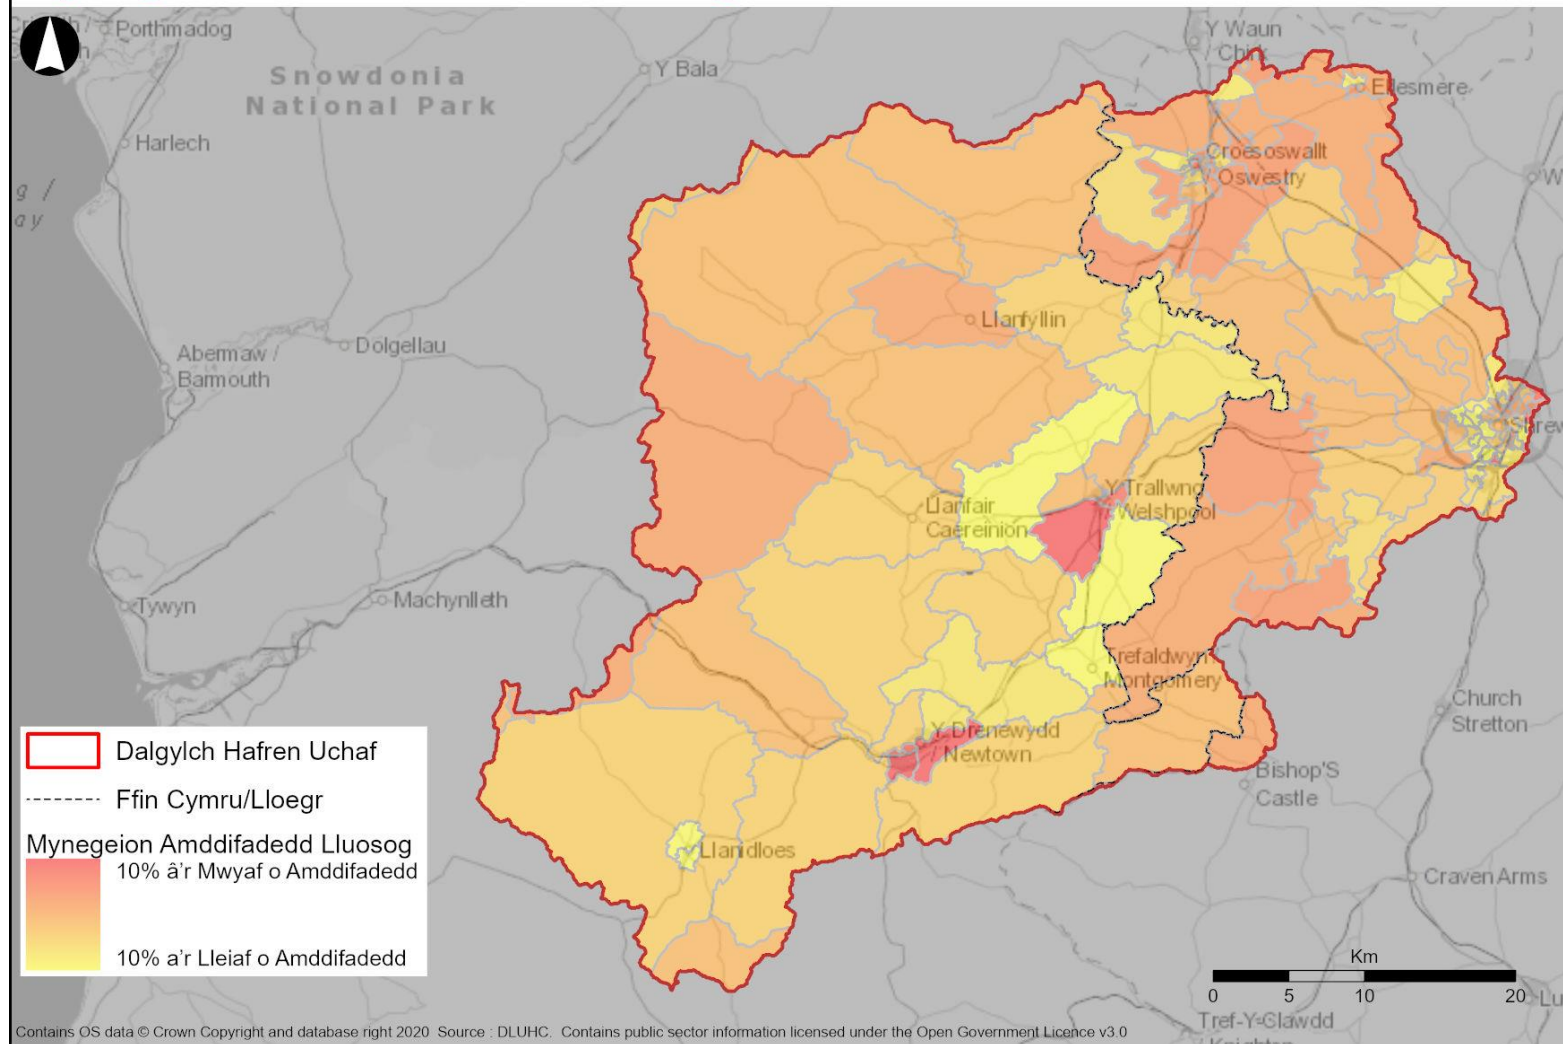 Porthmadog
Snowdonia
National Park
Y Bala
Y Waun
/ Chirk
Ellesmere
Harlech
Croesoswallt
/ Oswestry
g /
ay
Llanfyllin
Abermaw /
Barmouth
Dolgellau
Y Trallwng
/ Welshpool
Llanfair
Caereinion
Tywyn
Machynlleth
Trefaldwyn
Montgomery
Church
Stretton
Y Drenewydd
/ Newtown
Bishop'S
Castle
Llanidloes
Craven Arms
Dalgylch Hafren Uchaf
Ffin Cymru/Lloegr
Mynegeion Amddifadedd Lluosog
10% â'r Mwyaf o Amddifadedd
10% a'r Lleiaf o Amddifadedd
Km
0 5 10 20
Lu
Tref-Y-Clawdd
Contains OS data © Crown Copyright and database right 2020 Source : DLUHC. Contains public sector information licensed under the Open Government Licence v3.0